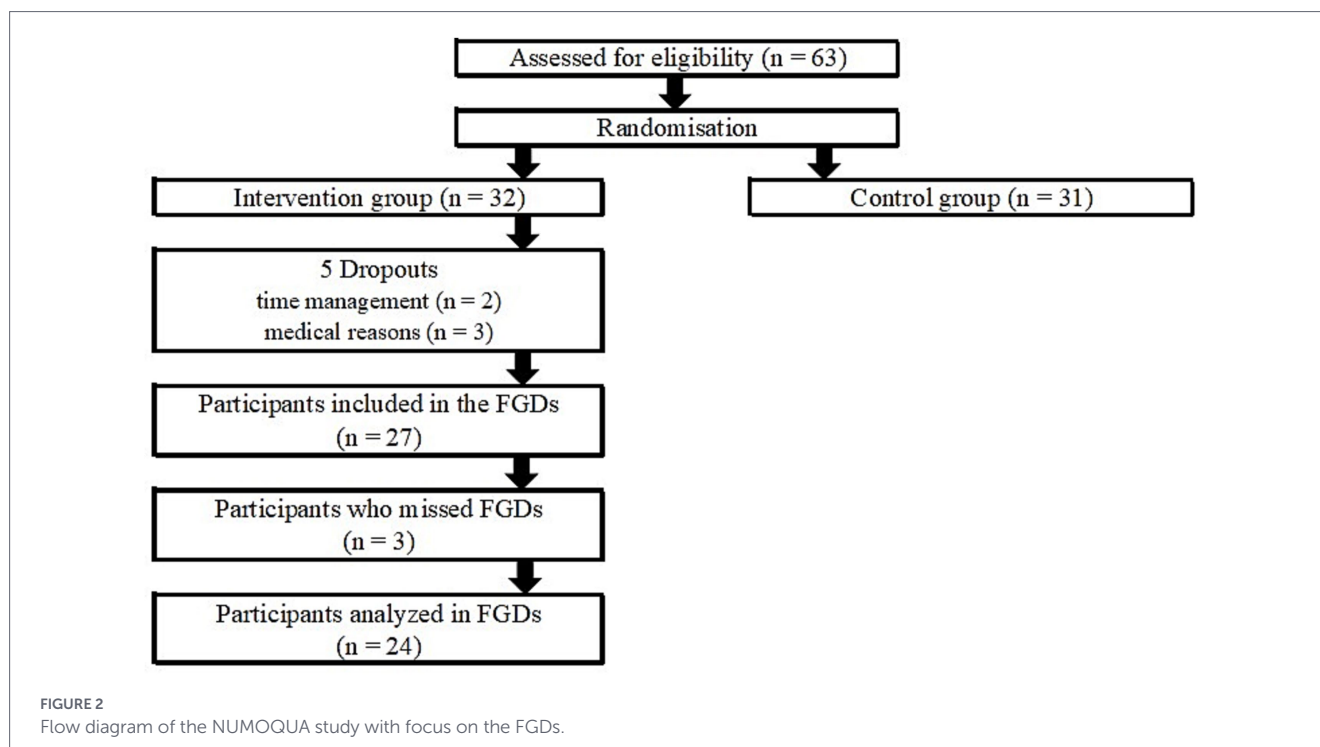 Assessed for eligibility (n = 63)
Randomisation
Intervention group (n = 32)
Control group (n = 31)
5 Dropouts
time management (n = 2)
medical reasons (n = 3)
Participants included in the FGDs
(n = 27)
Participants who missed FGDs
(n = 3)
Participants analyzed in FGDs
(n = 24)
FIGURE 2
Flow diagram of the NUMOQUA study with focus on the FGDs.